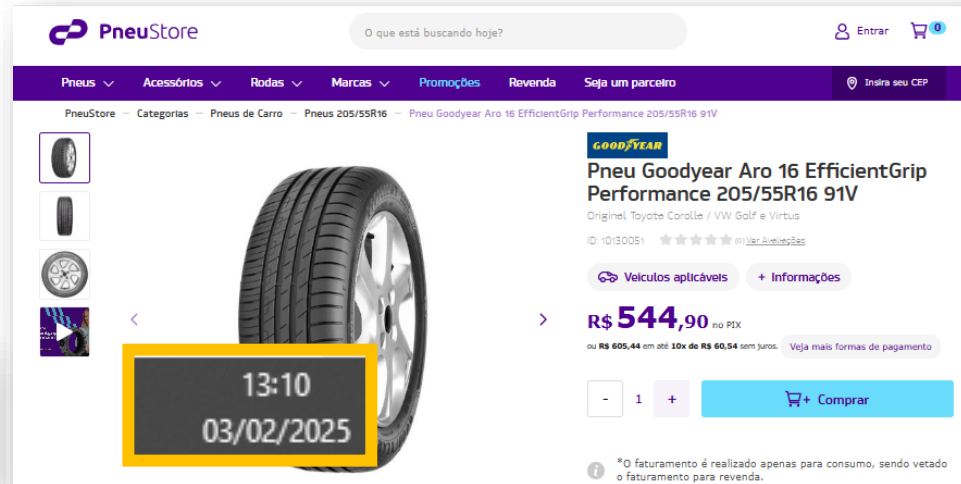 PneuStore
O que está buscando hoje?
Entrar
0
Pneus
Acessórios
Rodas
Marcas
Promoções
Revenda
Seja um parceiro
Insira seu CEP
PneuStore — Categorias — Pneus de Carro — Pneus 205/55R16 — Pneu Goodyear Aro 16 EfficientGrip Performance 205/55R16 91V
GOODYEAR
Pneu Goodyear Aro 16 EfficientGrip
Performance 205/55R16 91V
Original Toyota Corolla / VW Golf e Virtus
ID: 10130051 (0) Ver Avaliações
Veículos aplicáveis
+ Informações
R$ 544,90 no PIX
ou R$ 605,44 em até 10x de R$ 60,54 sem juros.
Veja mais formas de pagamento
- 1 +
Comprar
*O faturamento é realizado apenas para consumo, sendo vetado
o faturamento para revenda.
13:10
03/02/2025